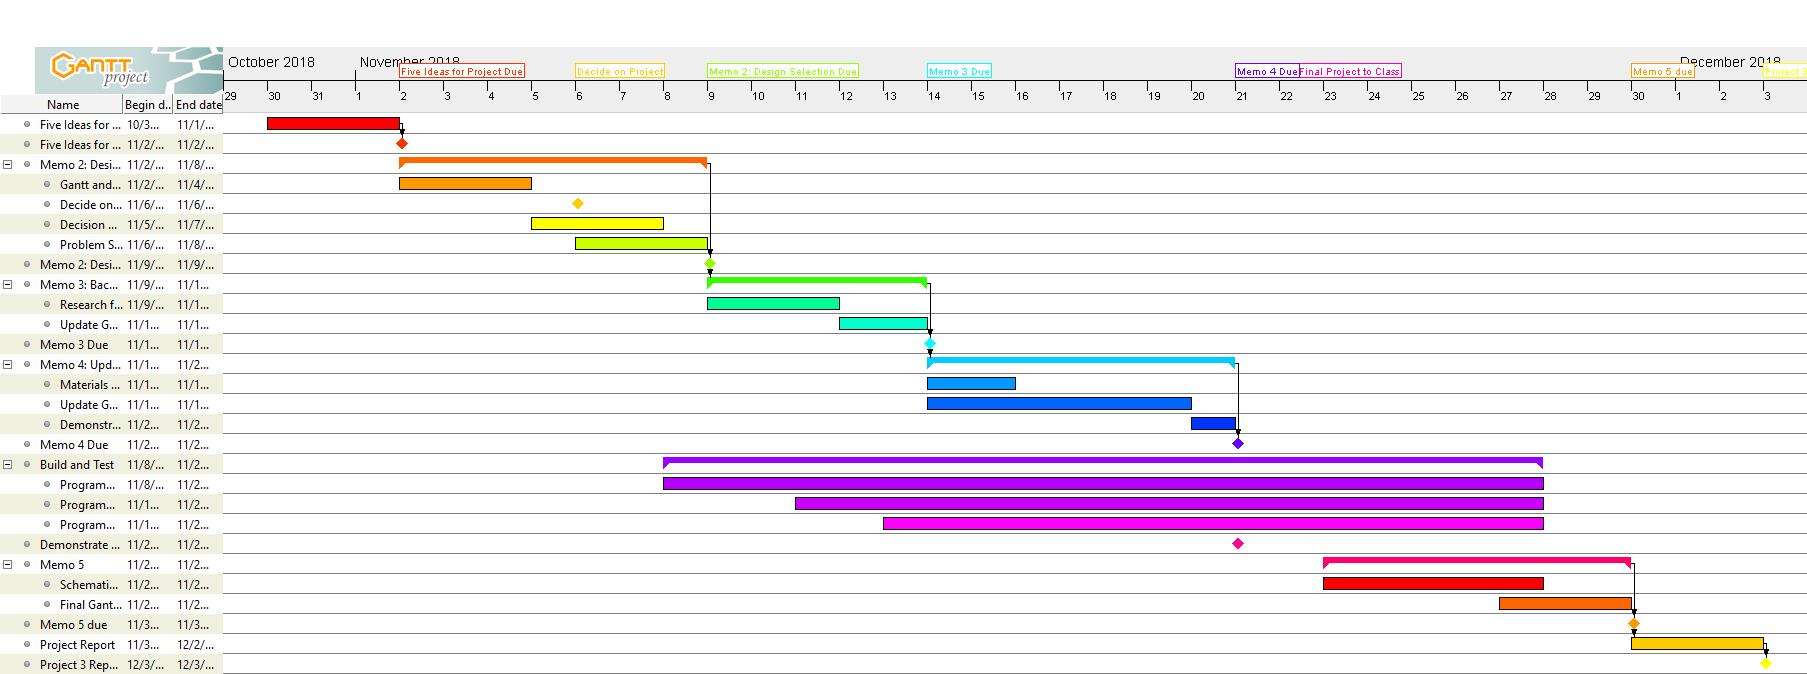 GANTT
project
October 2018
November 2018
December 2018
Five Ideas for Project Due
Decide on Project
Memo 2: Design Selection Due
Memo 3 Due
Memo 4 Due
Final Project to Class
Memo 5 due
Project 3
Name Begin d.. End date
29 30 31 1 2 3 4 5 6 7 8 9 10 11 12 13 14 15 16 17 18 19 20 21 22 23 24 25 26 27 28 29 30 1 2 3
Five Ideas for ... 10/3... 11/1/...
Five Ideas for ... 11/2/... 11/2/...
Memo 2: Desi... 11/2/... 11/8/...
Gantt and... 11/2/... 11/4/...
Decide on... 11/6/... 11/6/...
Decision ... 11/5/... 11/7/...
Problem S... 11/6/... 11/8/...
Memo 2: Desi... 11/9/... 11/9/...
Memo 3: Bac... 11/9/... 11/1...
Research f... 11/9/... 11/1...
Update G... 11/1... 11/1...
Memo 3 Due 11/1... 11/1...
Memo 4: Upd... 11/1... 11/2...
Materials ... 11/1... 11/1...
Update G... 11/1... 11/1...
Demonstr... 11/2... 11/2...
Memo 4 Due 11/2... 11/2...
Build and Test 11/8/... 11/2...
Program... 11/8/... 11/2...
Program... 11/1... 11/2...
Program... 11/1... 11/2...
Demonstrate ... 11/2... 11/2...
Memo 5 11/2... 11/2...
Schemati... 11/2... 11/2...
Final Gant... 11/2... 11/2...
Memo 5 due 11/3... 11/3...
Project Report 11/3... 12/2/...
Project 3 Rep... 12/3/... 12/3/...